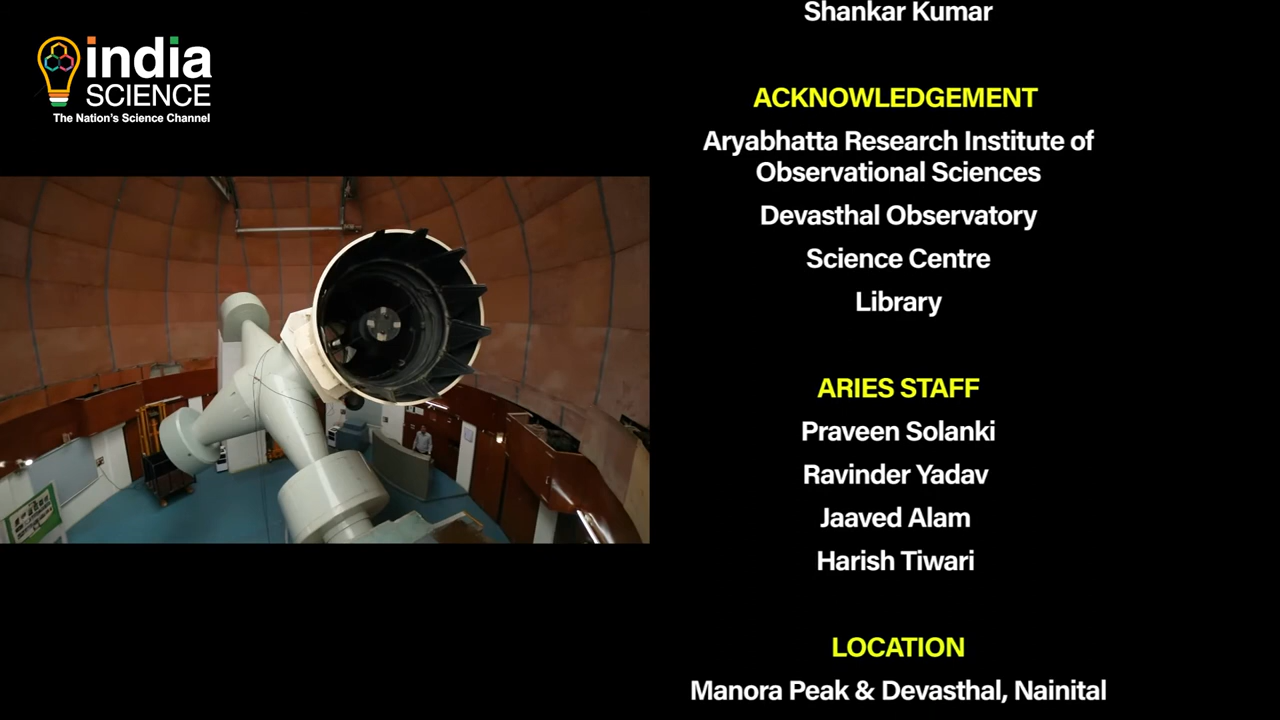 india
SCIENCE
The Nation's Science Channel
Shankar Kumar
ACKNOWLEDGEMENT
Aryabhatta Research Institute of
Observational Sciences
Devasthal Observatory
Science Centre
Library
ARIES STAFF
Praveen Solanki
Ravinder Yadav
Jaaved Alam
Harish Tiwari
LOCATION
Manora Peak & Devasthal, Nainital